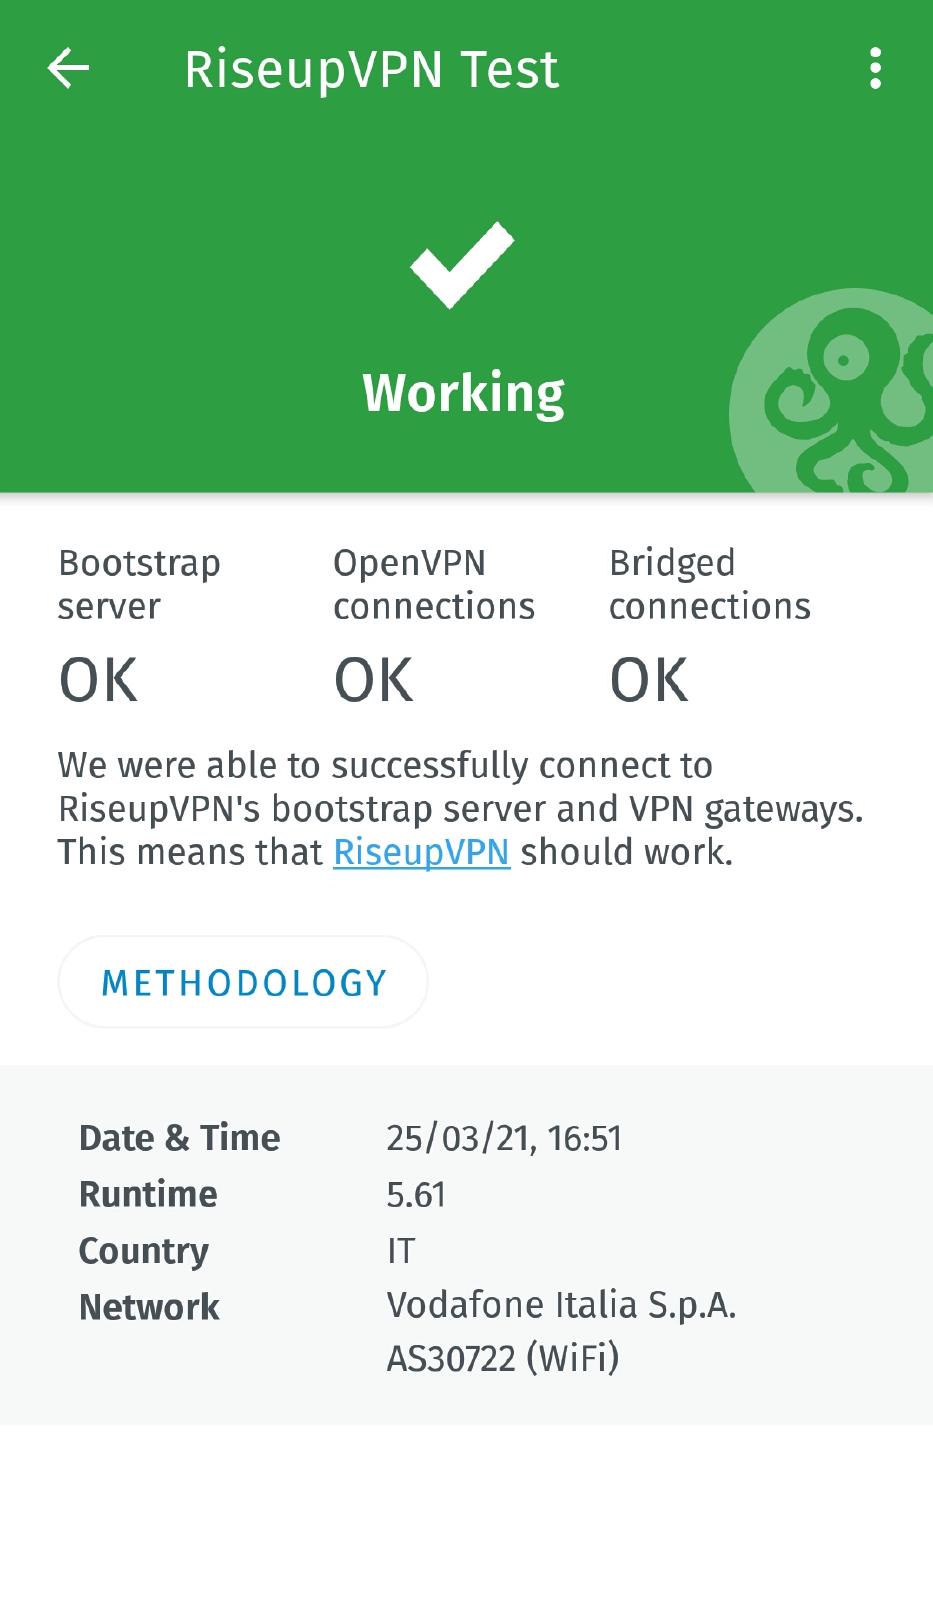 RiseupVPN Test
Working
Bootstrap
server
OK
OpenVPN
connections
OK
Bridged
connections
OK
We were able to successfully connect to
RiseupVPN's bootstrap server and VPN gateways.
This means that RiseupVPN should work.
METHODOLOGY
Date & Time 25/03/21, 16:51
Runtime 5.61
Country IT
Network Vodafone Italia S.p.A.
AS30722 (WiFi)